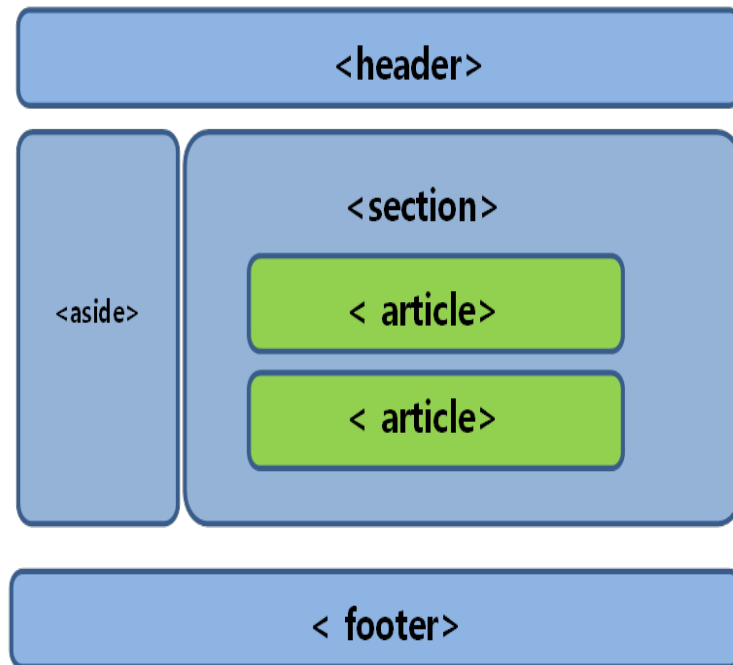 <header>
<section>
<aside>
< article>
< article>
< footer>